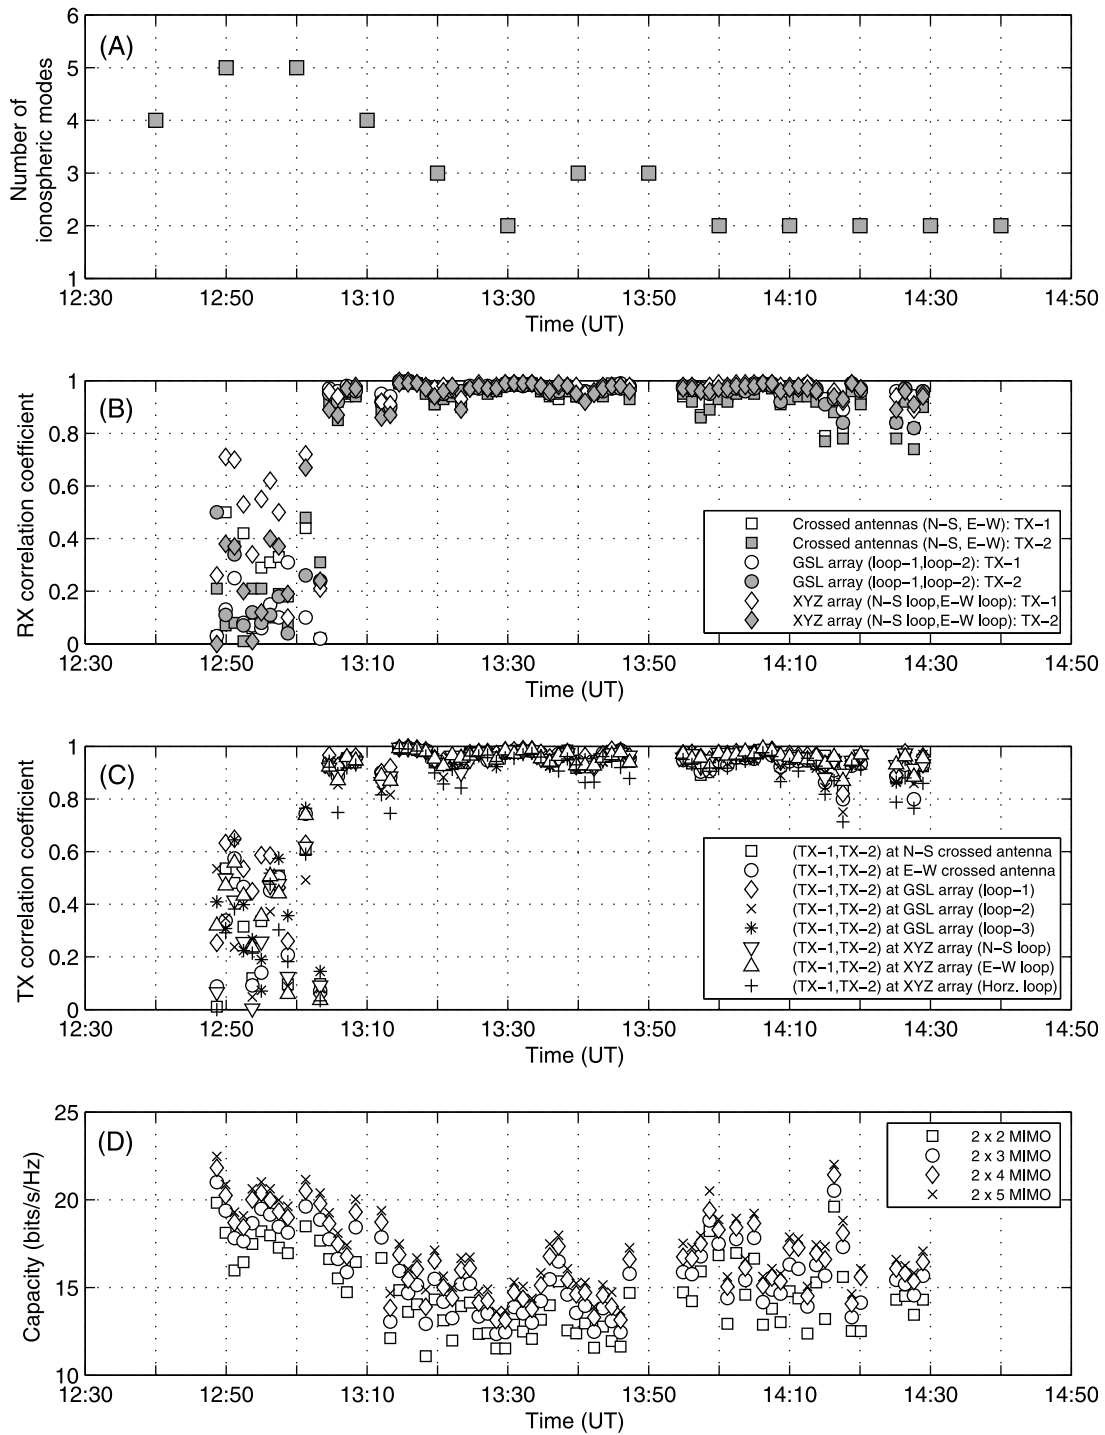 6
5
4
3
2
1
(A)
Number of
ionospheric modes
12:30 12:50 13:10 13:30 13:50 14:10 14:30 14:50
Time (UT)
1
0.8
0.6
0.4
0.2
0
(B)
RX correlation coefficient
Crossed antennas (N-S, E-W): TX-1
Crossed antennas (N-S, E-W): TX-2
GSL array (loop-1,loop-2): TX-1
GSL array (loop-1,loop-2): TX-2
XYZ array (N-S loop,E-W loop): TX-1
XYZ array (N-S loop,E-W loop): TX-2
12:30 12:50 13:10 13:30 13:50 14:10 14:30 14:50
Time (UT)
1
0.8
0.6
0.4
0.2
0
(C)
TX correlation coefficient
(TX-1,TX-2) at N-S crossed antenna
(TX-1,TX-2) at E-W crossed antenna
(TX-1,TX-2) at GSL array (loop-1)
(TX-1,TX-2) at GSL array (loop-2)
(TX-1,TX-2) at GSL array (loop-3)
(TX-1,TX-2) at XYZ array (N-S loop)
(TX-1,TX-2) at XYZ array (E-W loop)
(TX-1,TX-2) at XYZ array (Horz. loop)
12:30 12:50 13:10 13:30 13:50 14:10 14:30 14:50
Time (UT)
25
20
15
10
(D)
Capacity (bits/s/Hz)
2 x 2 MIMO
2 x 3 MIMO
2 x 4 MIMO
2 x 5 MIMO
12:30 12:50 13:10 13:30 13:50 14:10 14:30 14:50
Time (UT)